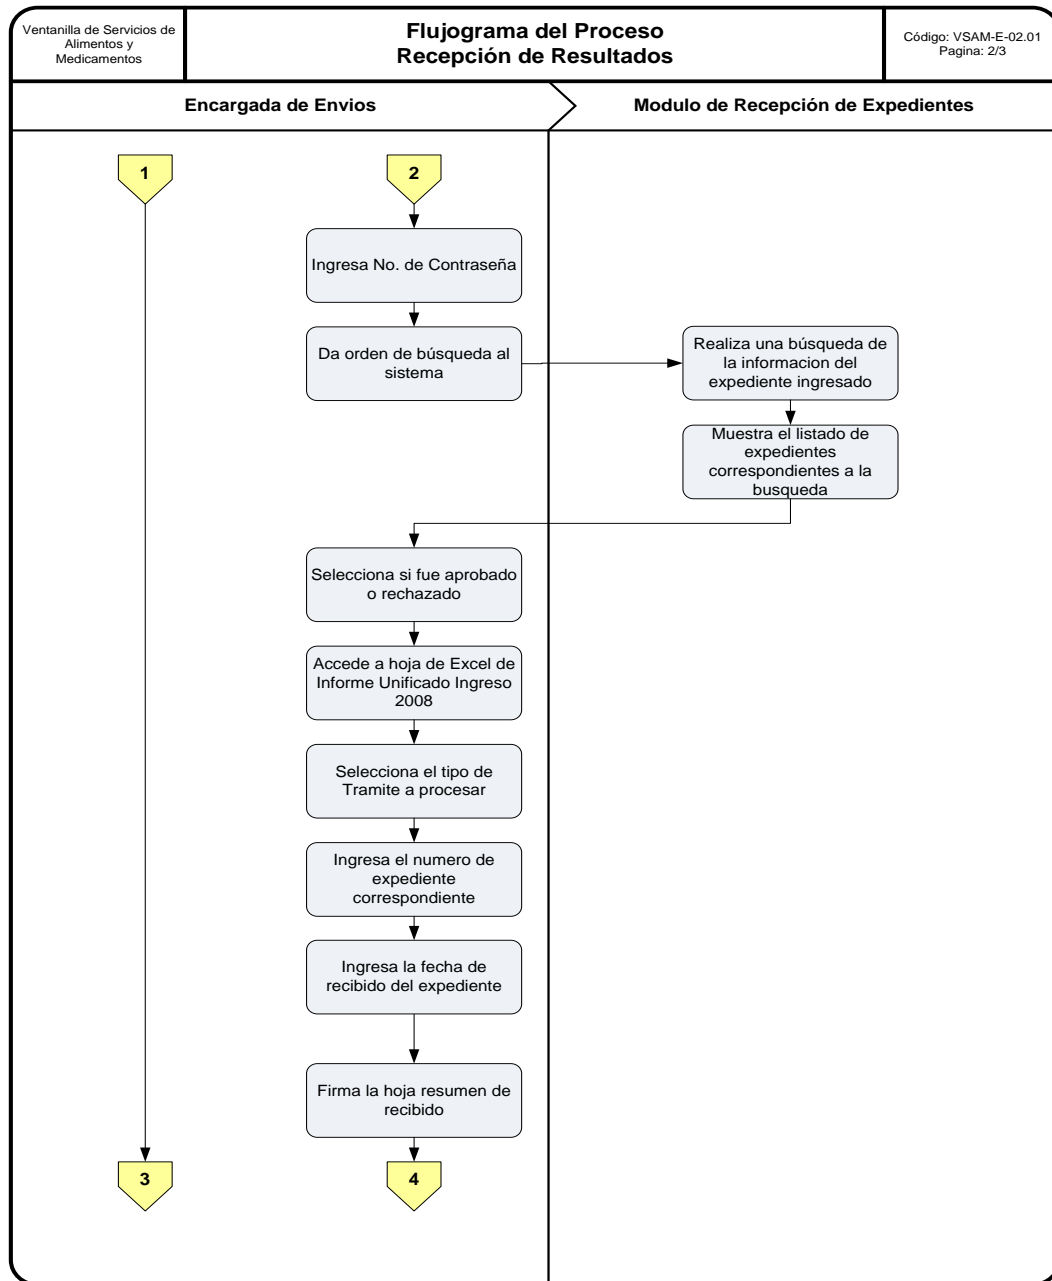 Ventanilla de Servicios de
Alimentos y
Medicamentos
Flujograma del Proceso
Recepción de Resultados
Código: VSAM-E-02.01
Pagina: 2/3
Encargada de Envios
Modulo de Recepción de Expedientes
1
2
Ingresa No. de Contraseña
Da orden de búsqueda al
sistema
Realiza una búsqueda de
la informacion del
expediente ingresado
Muestra el listado de
expedientes
correspondientes a la
busqueda
Selecciona si fue aprobado
o rechazado
Accede a hoja de Excel de
Informe Unificado Ingreso
2008
Selecciona el tipo de
Tramite a procesar
Ingresa el numero de
expediente
correspondiente
Ingresa la fecha de
recibido del expediente
Firma la hoja resumen de
recibido
3
4